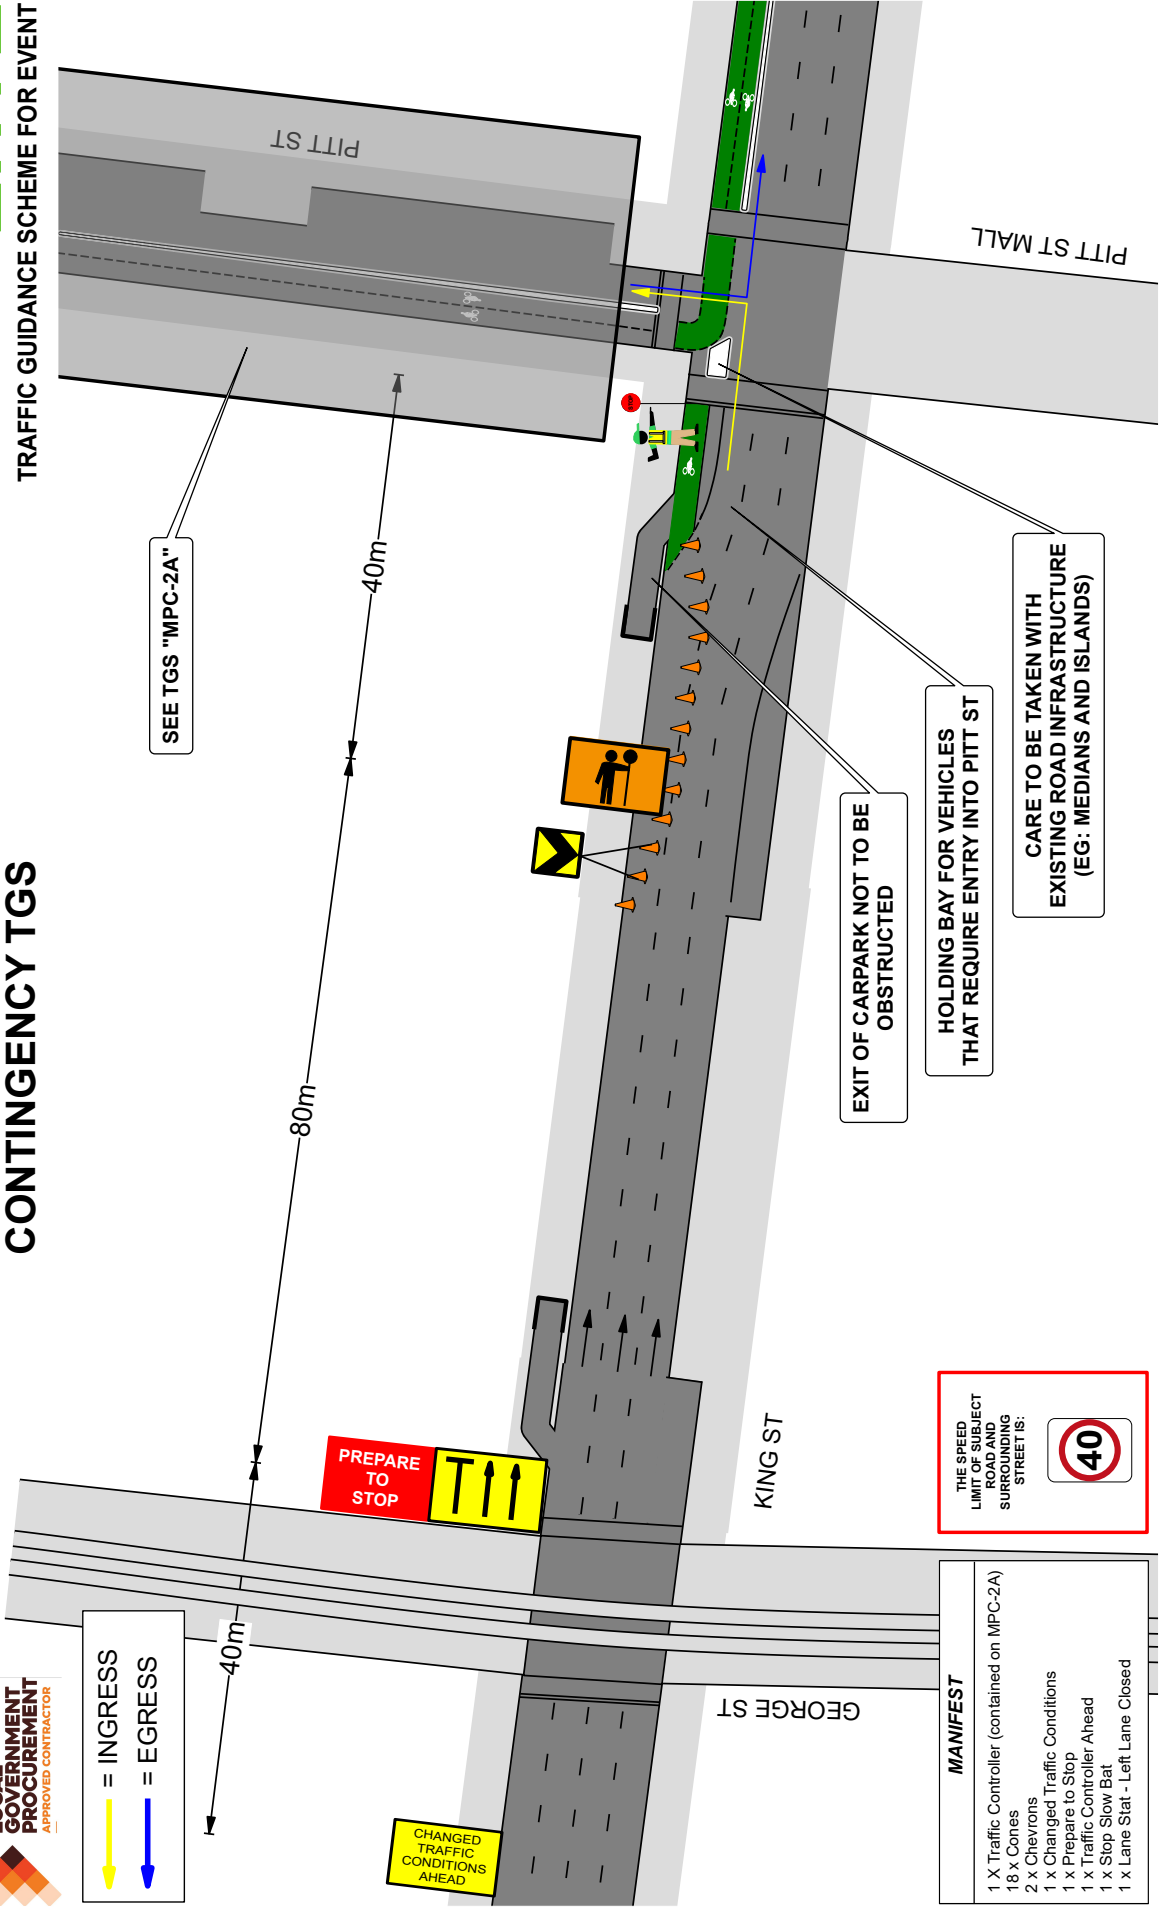 TRAFFIC GUIDANCE SCHEME FOR EVENT
CONTINGENCY TGS
GOVERNMENT
PROCUREMENT
APPROVED CONTRACTOR
= INGRESS
= EGRESS
40m
80m
40m
SEE TGS "MPC-2A"
PITT ST
PITT ST MALL
STOP
CHANGED
TRAFFIC
CONDITIONS
AHEAD
PREPARE
TO
STOP
GEORGE ST
KING ST
EXIT OF CARPARK NOT TO BE
OBSTRUCTED
HOLDING BAY FOR VEHICLES
THAT REQUIRE ENTRY INTO PITT ST
CARE TO BE TAKEN WITH
EXISTING ROAD INFRASTRUCTURE
(EG: MEDIANS AND ISLANDS)
THE SPEED
LIMIT OF SUBJECT
ROAD AND
SURROUNDING
STREET IS:
40
MANIFEST
1 X Traffic Controller (contained on MPC-2A)
18 x Cones
2 x Chevrons
1 x Changed Traffic Conditions
1 x Prepare to Stop
1 x Traffic Controller Ahead
1 x Stop Slow Bat
1 x Lane Stat - Left Lane Closed